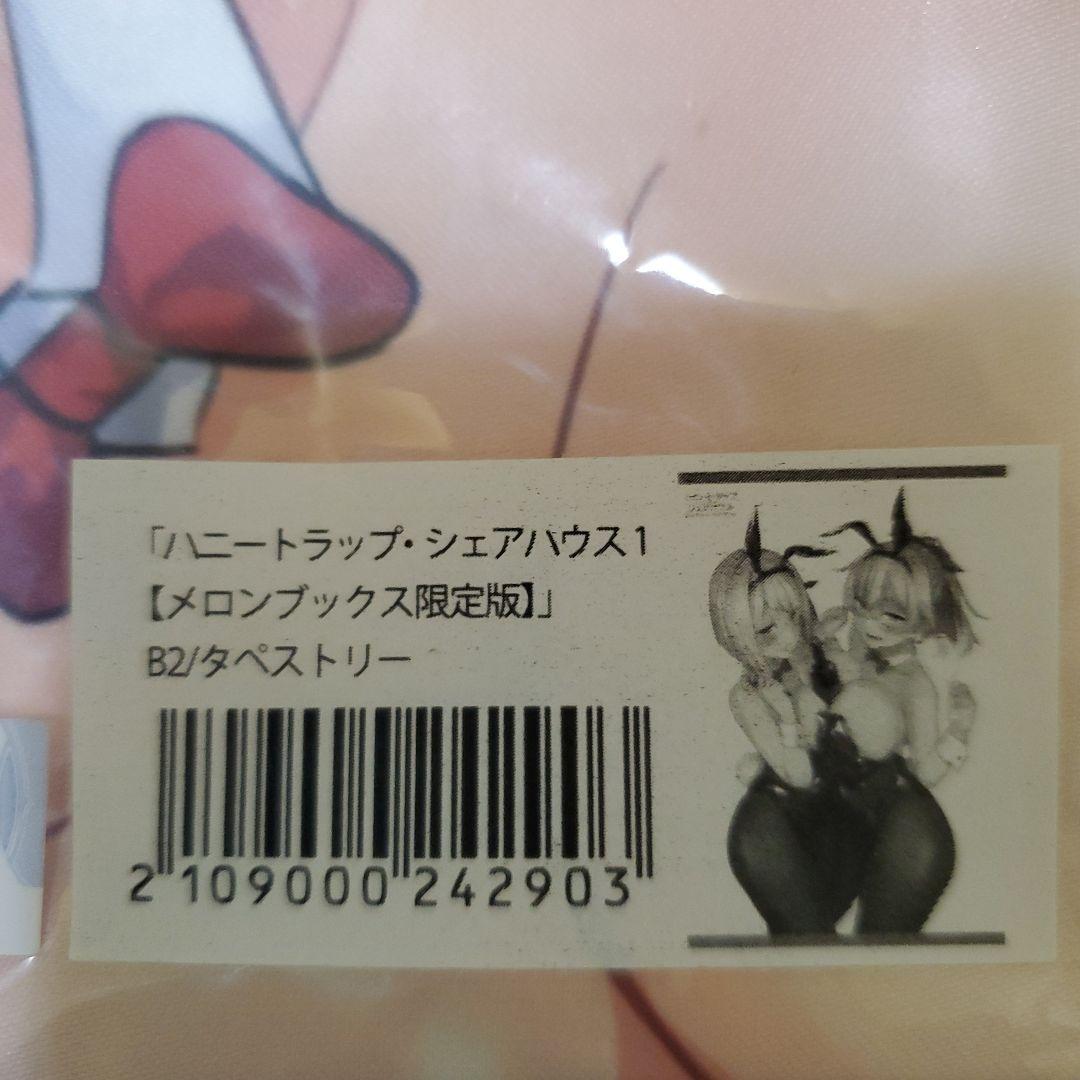 「ハニートラップ・シェアハウス1
【メロンブックス限定版】」
B2/タペストリー
2 109000 242903